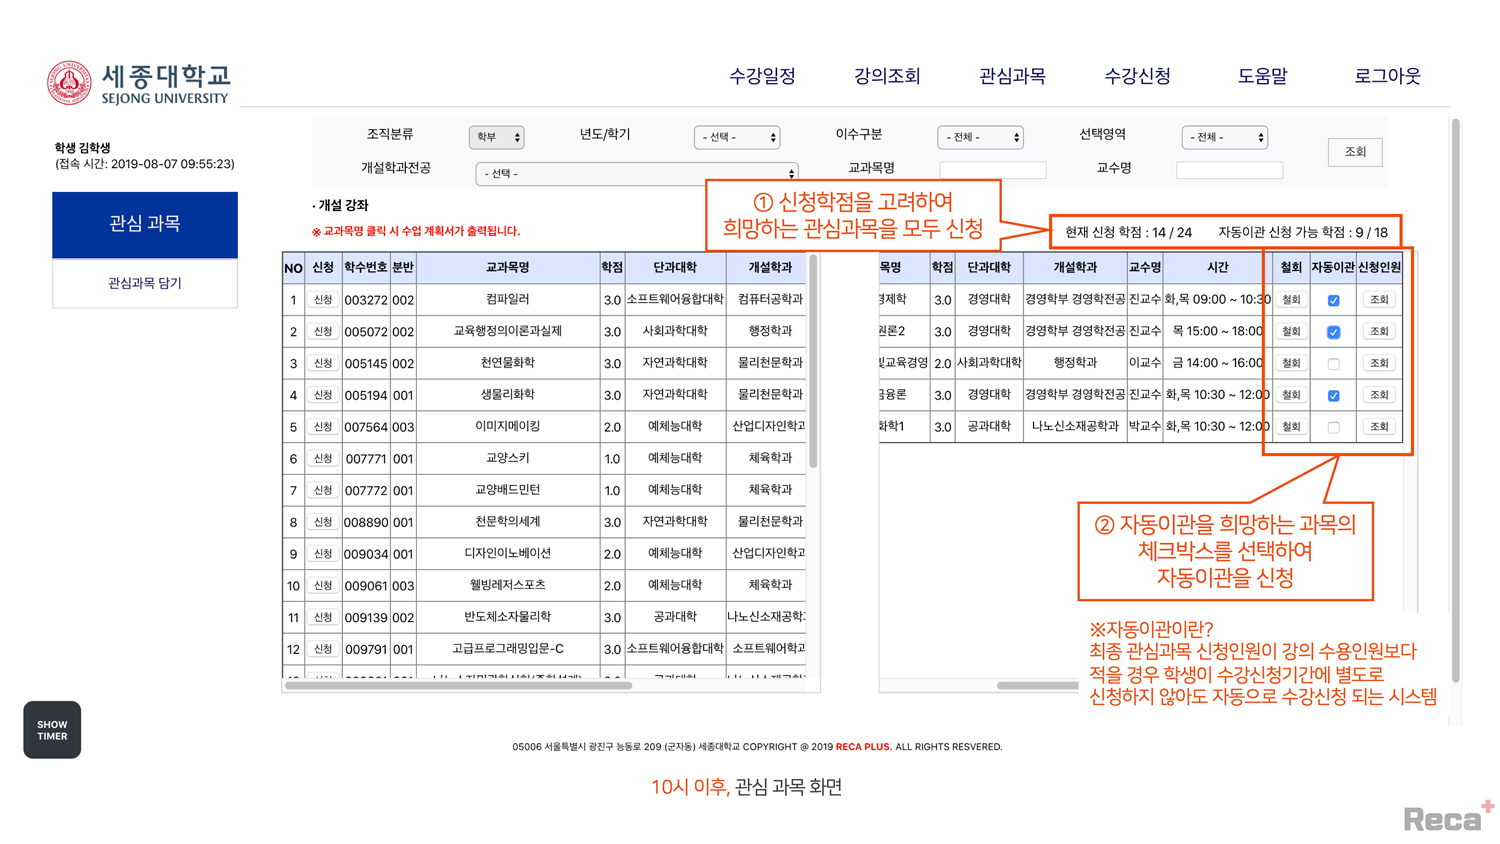 세종대학교
SEJONG UNIVERSITY
수강일정 강의조회 관심과목 수강신청 도움말 로그아웃
학생 김학생
(접속 시간: 2019-08-07 09:55:23)
관심 과목
관심과목 담기
조직분류 학부 년도/학기 - 선택 - 이수구분 - 전체 - 선택영역 - 전체 -
개설학과전공 - 선택 - 교과목명 교수명
조회
· 개설 강좌
※ 교과목명 클릭 시 수업 계획서가 출력됩니다.
① 신청학점을 고려하여
희망하는 관심과목을 모두 신청
현재 신청 학점 : 14 / 24 자동이관 신청 가능 학점 : 9 / 18
NO 신청 학수번호 분반 교과목명 학점 단과대학 개설학과
1 신청 003272 002 컴파일러 3.0 소프트웨어융합대학 컴퓨터공학과
2 신청 005072 002 교육행정의이론과실제 3.0 사회과학대학 행정학과
3 신청 005145 002 천연물화학 3.0 자연과학대학 물리천문학과
4 신청 005194 001 생물리화학 3.0 자연과학대학 물리천문학과
5 신청 007564 003 이미지메이킹 2.0 예체능대학 산업디자인학과
6 신청 007771 001 교양스키 1.0 예체능대학 체육학과
7 신청 007772 001 교양배드민턴 1.0 예체능대학 체육학과
8 신청 008890 001 천문학의세계 3.0 자연과학대학 물리천문학과
9 신청 009034 001 디자인이노베이션 2.0 예체능대학 산업디자인학과
10 신청 009061 003 웰빙레저스포츠 2.0 예체능대학 체육학과
11 신청 009139 002 반도체소자물리학 3.0 공과대학 나노신소재공학
12 신청 009791 001 고급프로그래밍입문-C 3.0 소프트웨어융합대학 소프트웨어학과
목명 학점 단과대학 개설학과 교수명 시간 철회 자동이관 신청인원
경제학 3.0 경영대학 경영학부 경영학전공 진교수 화,목 09:00 ~ 10:30 철회 조회
원론2 3.0 경영대학 경영학부 경영학전공 진교수 목 15:00 ~ 18:00 철회 조회
및교육경영 2.0 사회과학대학 행정학과 이교수 금 14:00 ~ 16:00 철회 조회
금융론 3.0 경영대학 경영학부 경영학전공 진교수 화,목 10:30 ~ 12:00 철회 조회
화학1 3.0 공과대학 나노신소재공학과 박교수 화,목 10:30 ~ 12:00 철회 조회
② 자동이관을 희망하는 과목의
체크박스를 선택하여
자동이관을 신청
※자동이관이란?
최종 관심과목 신청인원이 강의 수용인원보다
적을 경우 학생이 수강신청기간에 별도로
신청하지 않아도 자동으로 수강신청 되는 시스템
SHOW
TIMER
05006 서울특별시 광진구 능동로 209 (군자동) 세종대학교 COPYRIGHT @ 2019 RECA PLUS. ALL RIGHTS RESVERED.
10시 이후, 관심 과목 화면
Reca+